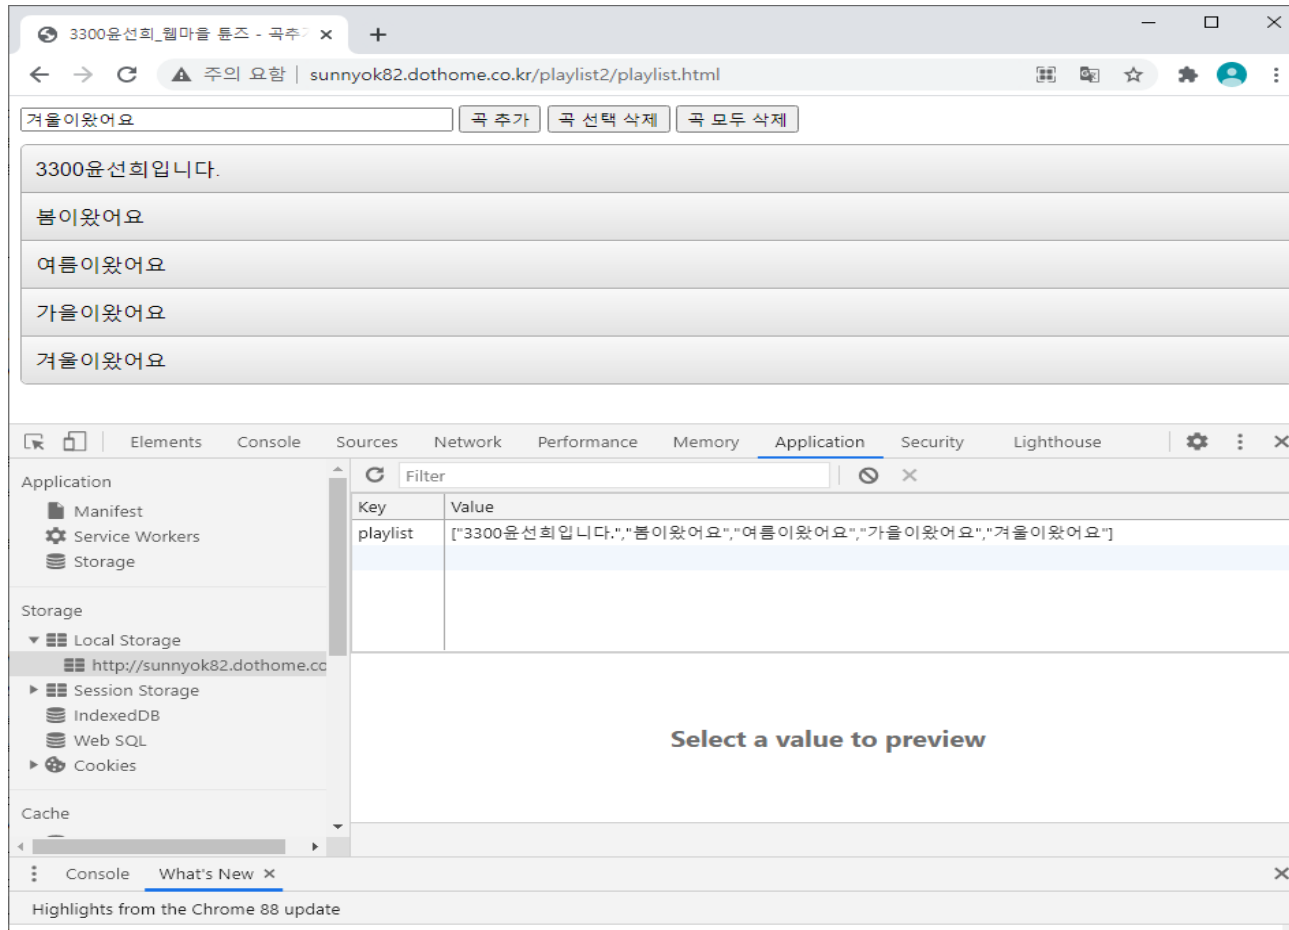 3300윤선희_웹마을 튠즈 - 곡추
주의 요함 | sunnyok82.dothome.co.kr/playlist2/playlist.html
겨울이왔어요 곡 추가 곡 선택 삭제 곡 모두 삭제
3300윤선희입니다.
봄이왔어요
여름이왔어요
가을이왔어요
겨울이왔어요
Elements Console Sources Network Performance Memory Application Security Lighthouse
Application
Filter
Manifest
Key Value
Service Workers
playlist ["3300윤선희입니다.","봄이왔어요","여름이왔어요","가을이왔어요","겨울이왔어요"]
Storage
Storage
Local Storage
http://sunnyok82.dothome.co
Session Storage
IndexedDB
Web SQL
Select a value to preview
Cookies
Cache
Console What's New
Highlights from the Chrome 88 update